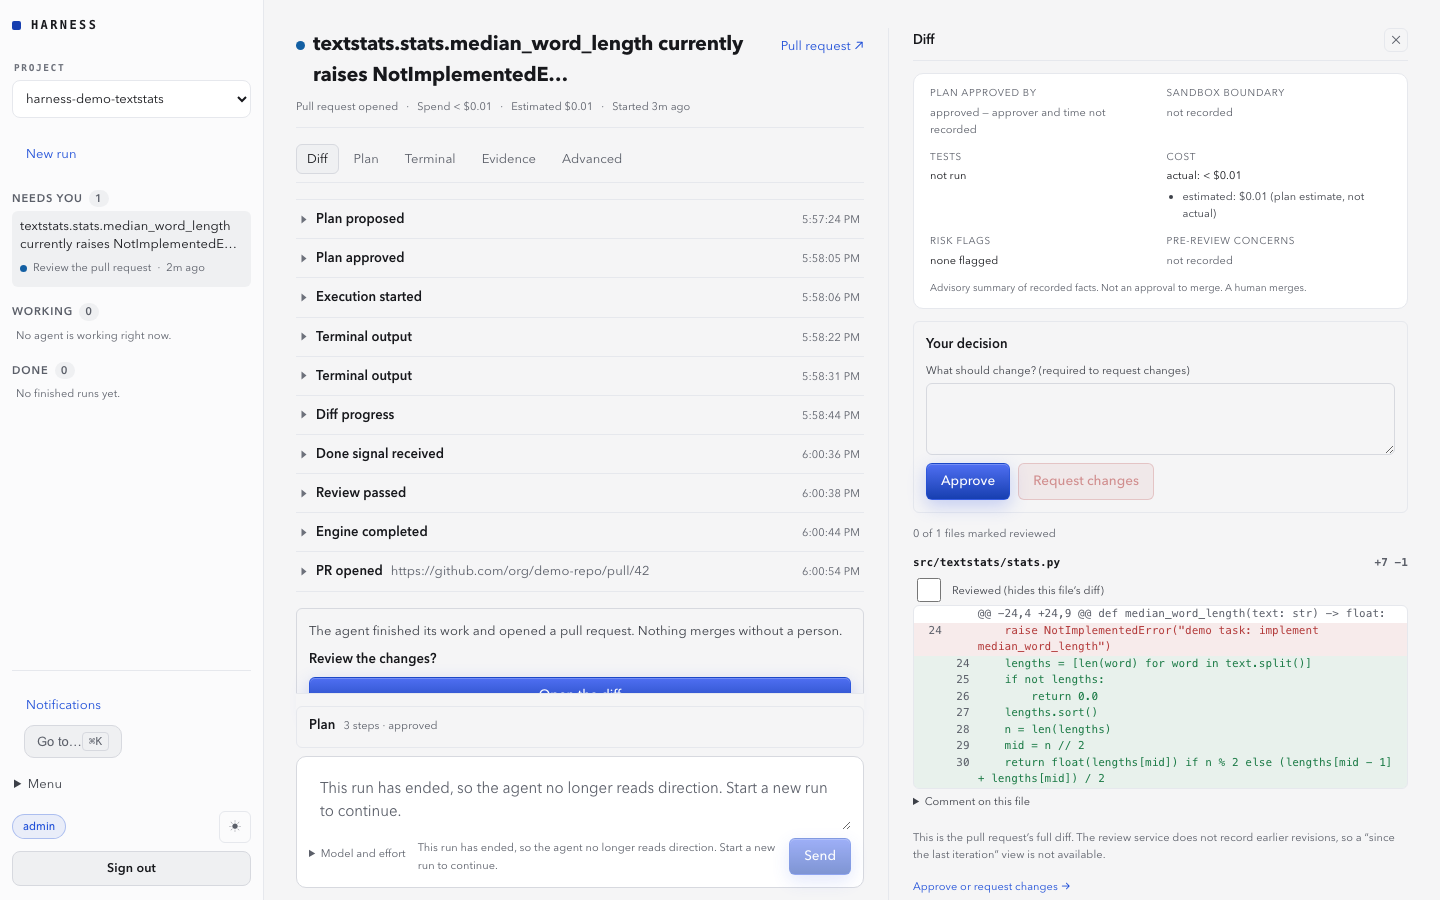 HARNESS
PROJECT
harness-demo-textstats
New run
NEEDS YOU 1
textstats.stats.median_word_length
currently raises NotImplementedE...
Review the pull request · 2m ago
WORKING 0
No agent is working right now.
DONE 0
No finished runs yet.
Notifications
Go to... ⌘K
Menu
admin
Sign out
textstats.stats.median_word_length currently
raises NotImplementedE...
Pull request ↗
Pull request opened · Spend < $0.01 · Estimated $0.01 · Started 3m ago
Diff Plan Terminal Evidence Advanced
Plan proposed 5:57:24 PM
Plan approved 5:58:05 PM
Execution started 5:58:06 PM
Terminal output 5:58:22 PM
Terminal output 5:58:31 PM
Diff progress 5:58:44 PM
Done signal received 6:00:36 PM
Review passed 6:00:38 PM
Engine completed 6:00:44 PM
PR opened https://github.com/org/demo-repo/pull/42 6:00:54 PM
The agent finished its work and opened a pull request. Nothing merges without a person.
Review the changes?
Open the diff
Plan 3 steps · approved
This run has ended, so the agent no longer reads direction. Start a new run
to continue.
Model and effort
This run has ended, so the agent no longer reads direction. Start a new
run to continue.
Send
Diff
PLAN APPROVED BY
approved — approver and time not
recorded
SANDBOX BOUNDARY
not recorded
TESTS
not run
COST
actual: < $0.01
• estimated: $0.01 (plan estimate, not
actual)
RISK FLAGS
none flagged
PRE-REVIEW CONCERNS
not recorded
Advisory summary of recorded facts. Not an approval to merge. A human merges.
Your decision
What should change? (required to request changes)
Approve
Request changes
0 of 1 files marked reviewed
src/textstats/stats.py +7 −1
Reviewed (hides this file’s diff)
@@ −24,4 +24,9 @@ def median_word_length(text: str) −> float:
24 raise NotImplementedError("demo task: implement
median_word_length")
24 lengths = [len(word) for word in text.split()]
25 if not lengths:
26 return 0.0
27 lengths.sort()
28 n = len(lengths)
29 mid = n // 2
30 return float(lengths[mid]) if n % 2 else (lengths[mid − 1]
+ lengths[mid]) / 2
Comment on this file
This is the pull request’s full diff. The review service does not record earlier revisions, so a “since
the last iteration” view is not available.
Approve or request changes →